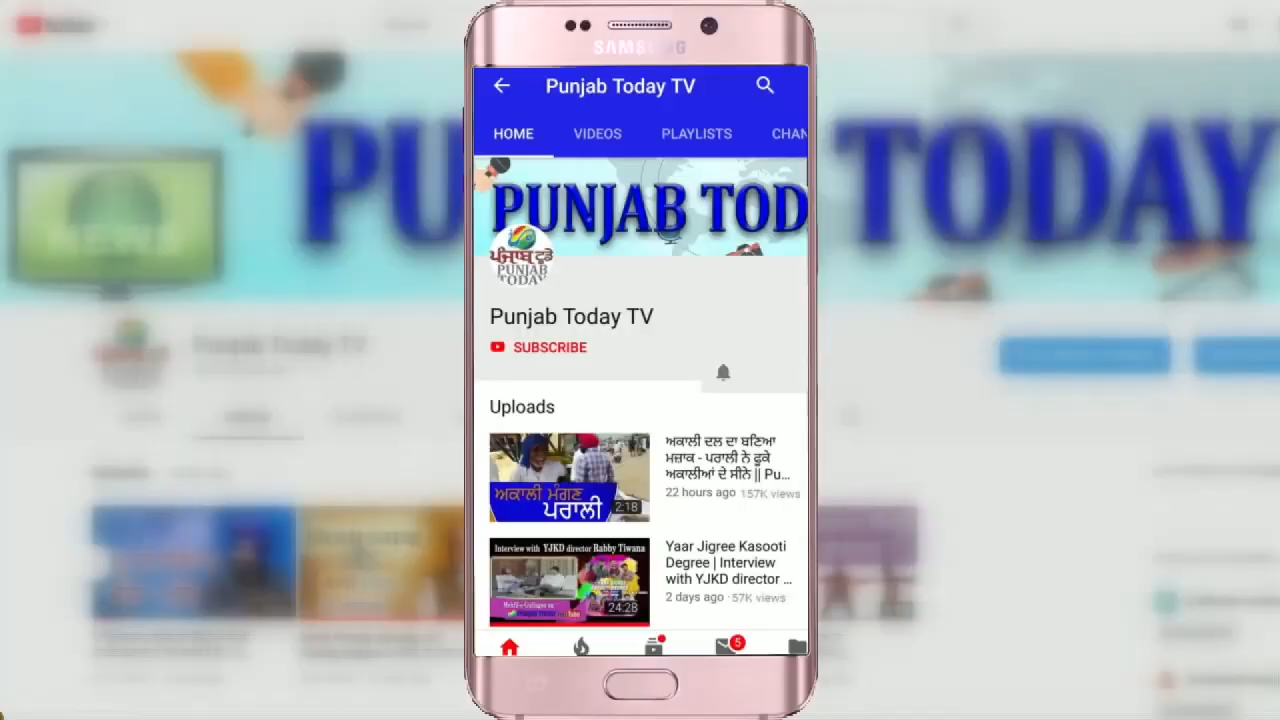 SAMSUNG
Punjab Today TV
HOME VIDEOS PLAYLISTS CHAN
PUNJAB TOD
PU
TODAY
ਪੰਜਾਬ ਟੂਡੇ
PUNJAB
TODAY
Punjab Today TV
SUBSCRIBE
Uploads
ਅਕਾਲੀ ਮੰਗਣ
ਪਰਾਲੀ
2:18
ਅਕਾਲੀ ਦਲ ਦਾ ਬਣਿਆ
ਮਜ਼ਾਕ - ਪਰਾਲੀ ਨੇ ਫੂਕੇ
ਅਕਾਲੀਆਂ ਦੇ ਸੀਨੇ || Pu...
22 hours ago 157K views
Interview with YJKD director Rabby Tiwana
24:28
Yaar Jigree Kasooti
Degree | Interview
with YJKD director ...
2 days ago · 57K views
5